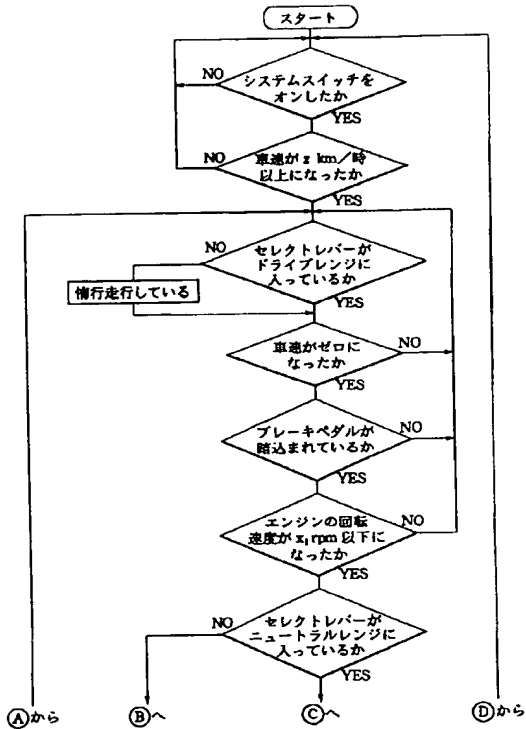 スタート
NO
システムスイッチを
オンしたか
YES
NO
車速が z km/時
以上になったか
YES
NO
セレクトレバーが
ドライブレンジに
入っているか
惰行走行している
YES
車速がゼロに
なったか
NO
YES
ブレーキペダルが
踏込まれているか
NO
YES
エンジンの回転
速度が x₁ rpm 以下に
なったか
NO
YES
NO
セレクトレバーが
ニュートラルレンジに
入っているか
YES
Ⓐから
Ⓑへ
Ⓒへ
Ⓓから